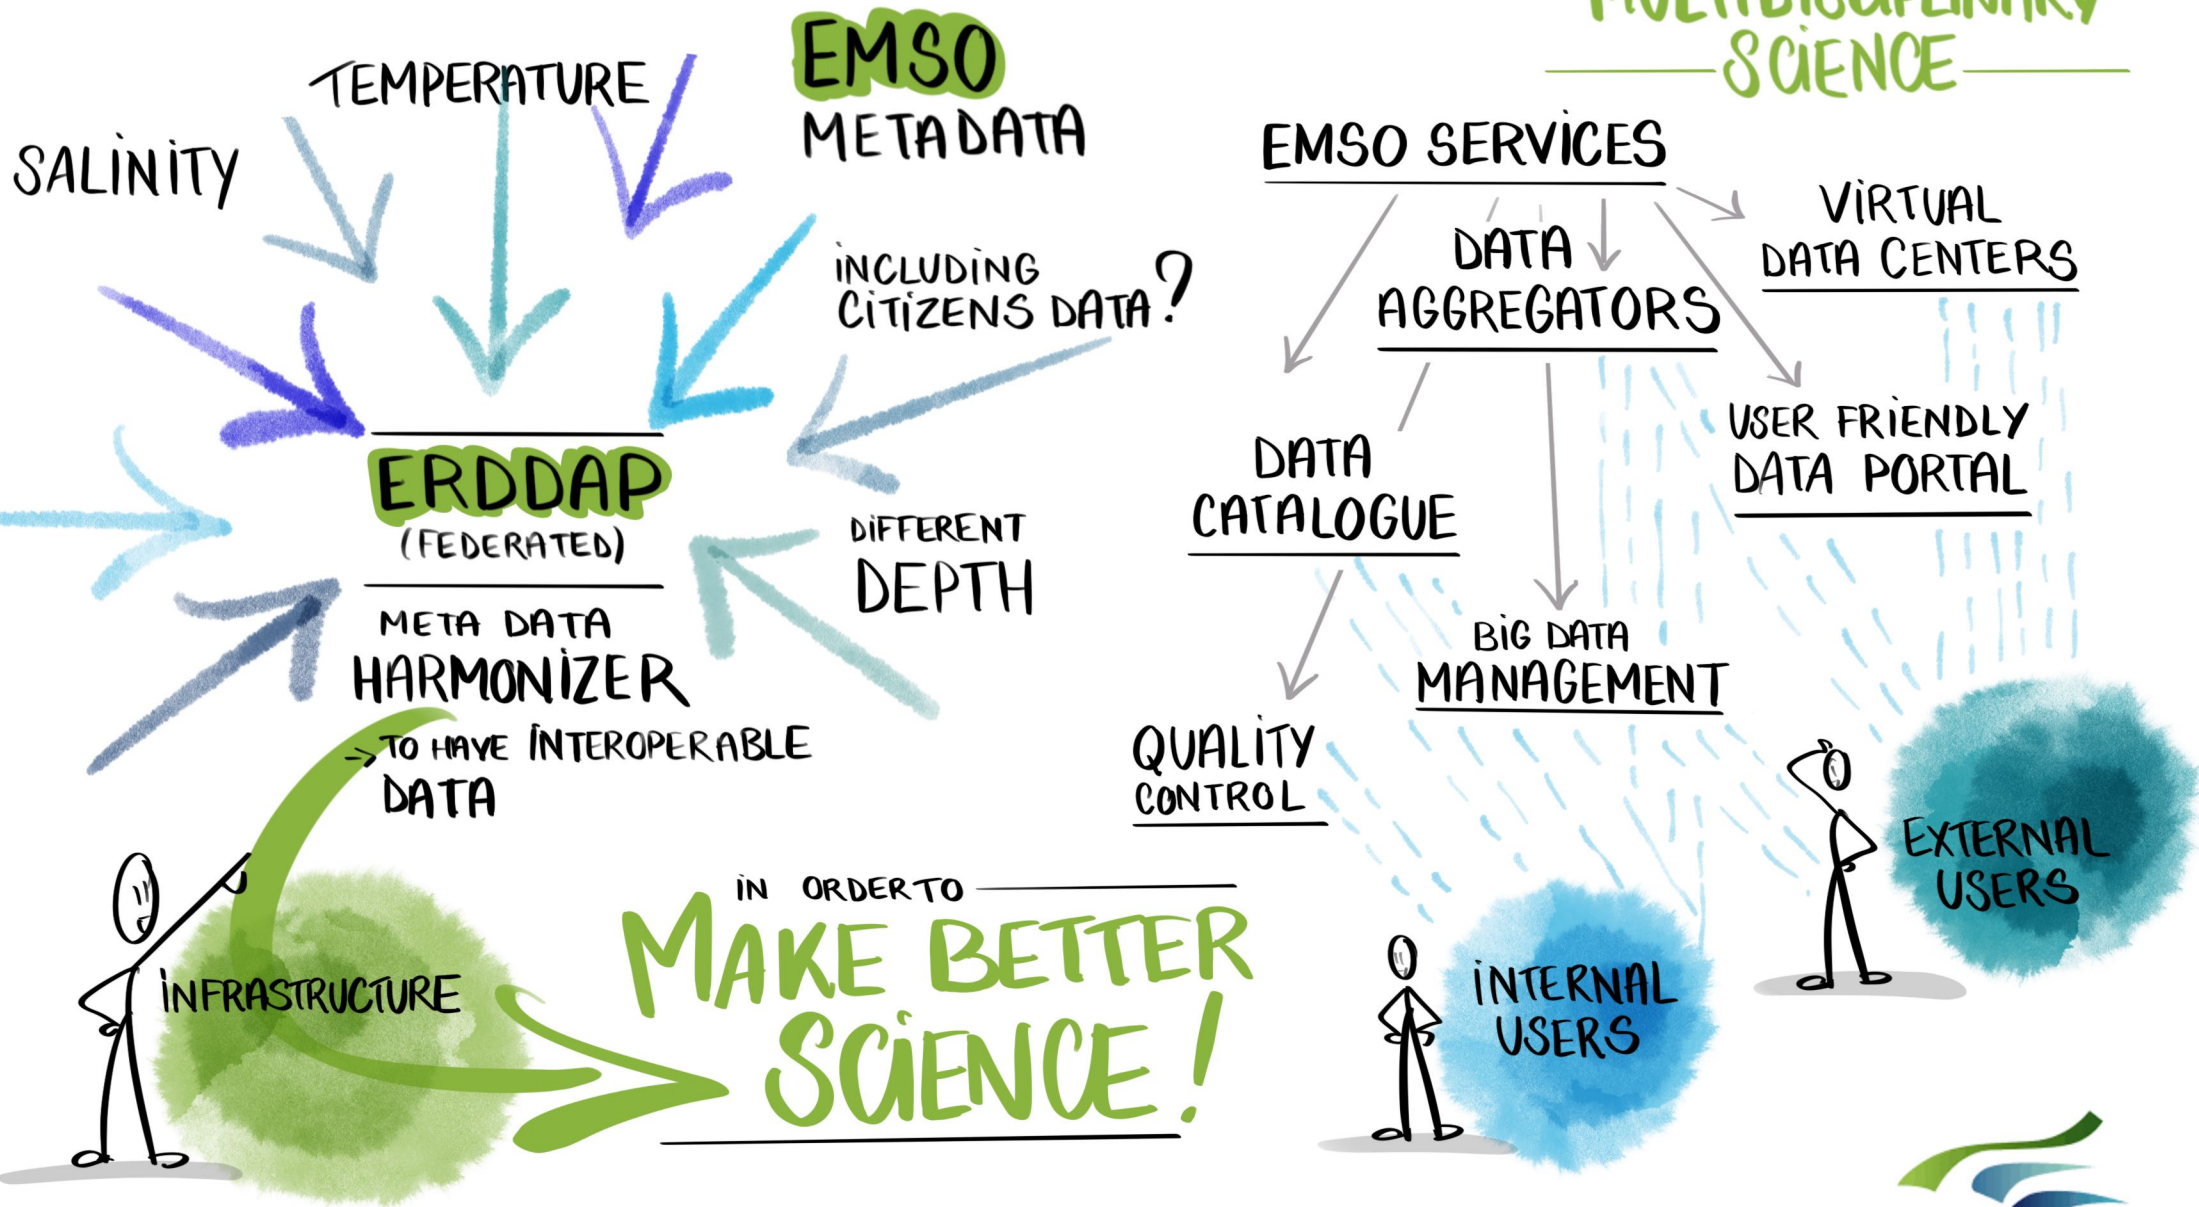 MULTIDISCIPLINARY
SCIENCE
EMSO
METADATA
TEMPERATURE
SALINITY
INCLUDING
CITIZENS DATA?
ERDDAP
(FEDERATED)
META DATA
HARMONIZER
TO HAVE INTEROPERABLE
DATA
DIFFERENT
DEPTH
INFRASTRUCTURE
IN ORDER TO
MAKE BETTER
SCIENCE!
EMSO SERVICES
VIRTUAL
DATA CENTERS
DATA
AGGREGATORS
USER FRIENDLY
DATA PORTAL
DATA
CATALOGUE
BIG DATA
MANAGEMENT
QUALITY
CONTROL
EXTERNAL
USERS
INTERNAL
USERS